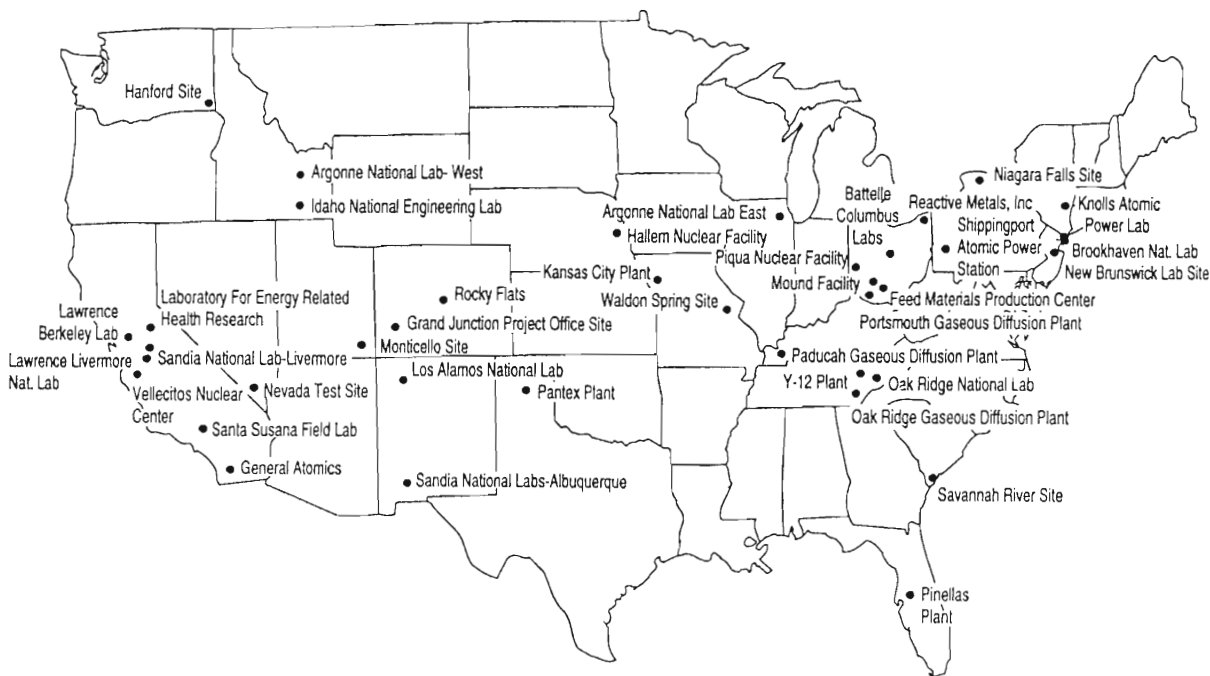 Hanford Site
Argonne National Lab- West
Idaho National Engineering Lab
Niagara Falls Site
Battelle
Columbus
Labs
Reactive Metals, Inc
Knolls Atomic
Power Lab
Argonne National Lab East
Shippingport
Atomic Power
Station
Hallem Nuclear Facility
Brookhaven Nat. Lab
New Brunswick Lab Site
Piqua Nuclear Facility
Kansas City Plant
Mound Facility
Laboratory For Energy Related
Health Research
Rocky Flats
Waldon Spring Site
Feed Materials Production Center
Lawrence
Berkeley Lab
Grand Junction Project Office Site
Portsmouth Gaseous Diffusion Plant
Monticello Site
Lawrence Livermore
Nat. Lab
Sandia National Lab-Livermore
Paducah Gaseous Diffusion Plant
Los Alamos National Lab
Vellecitos Nuclear
Center
Nevada Test Site
Pantex Plant
Y-12 Plant
Oak Ridge National Lab
Oak Ridge Gaseous Diffusion Plant
Santa Susana Field Lab
General Atomics
Sandia National Labs-Albuquerque
Savannah River Site
Pinellas
Plant